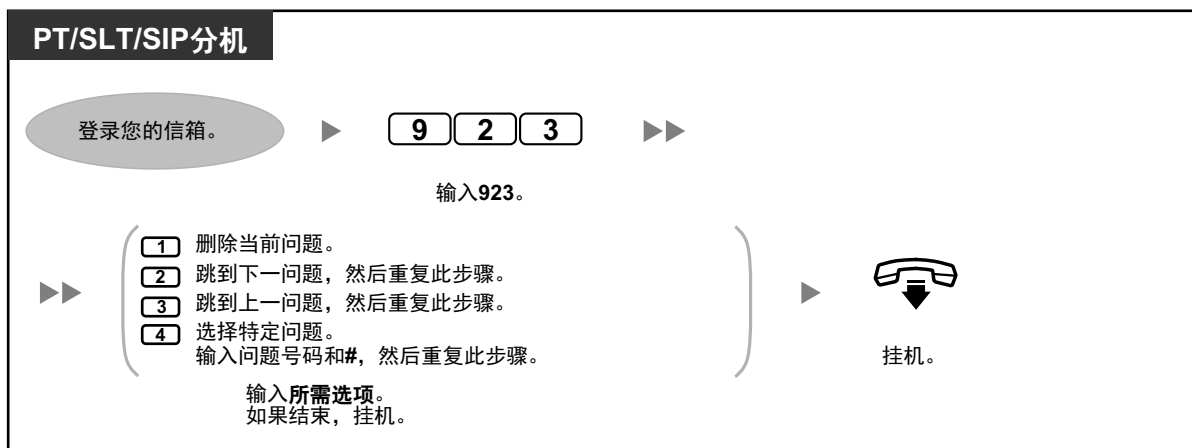 PT/SLT/SIP分机
登录您的信箱。
9 2 3
输入923。
1 删除当前问题。
2 跳到下一问题，然后重复此步骤。
3 跳到上一问题，然后重复此步骤。
4 选择特定问题。
输入问题号码和#，然后重复此步骤。
输入所需选项。
如果结束，挂机。
挂机。